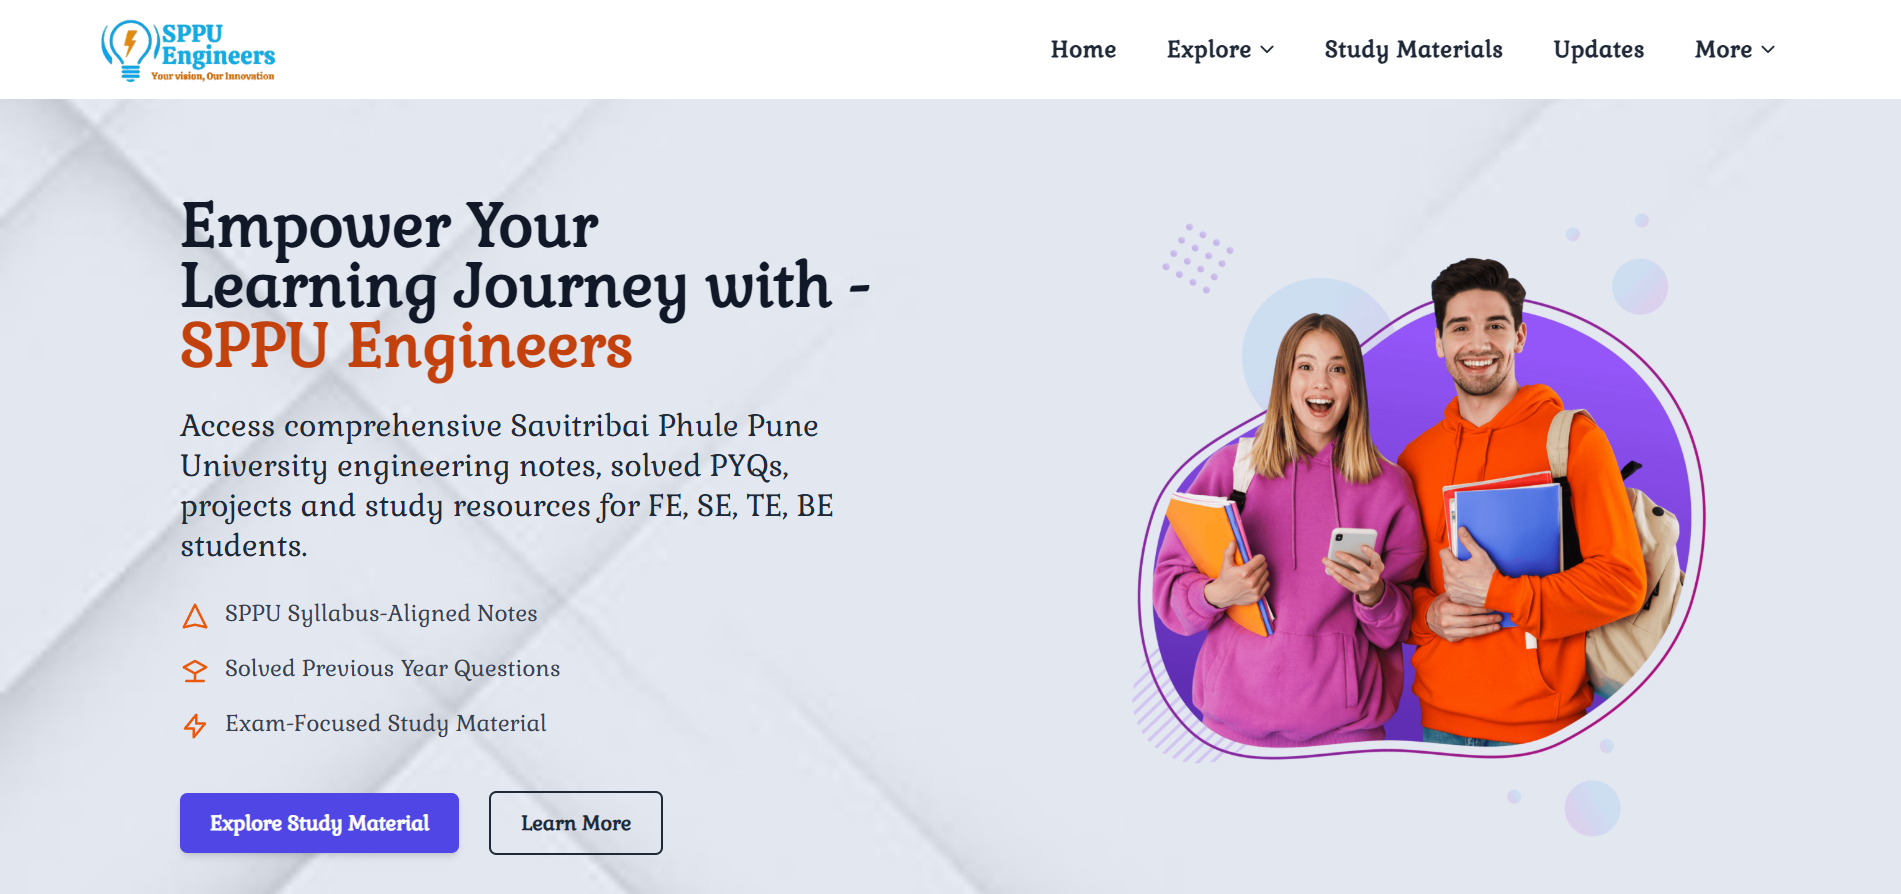 SPPU
Engineers
Your vision, Our Innovation
Home
Explore
Study Materials
Updates
More
Empower Your
Learning Journey with -
SPPU Engineers
Access comprehensive Savitribai Phule Pune
University engineering notes, solved PYQs,
projects and study resources for FE, SE, TE, BE
students.
SPPU Syllabus-Aligned Notes
Solved Previous Year Questions
Exam-Focused Study Material
Explore Study Material
Learn More